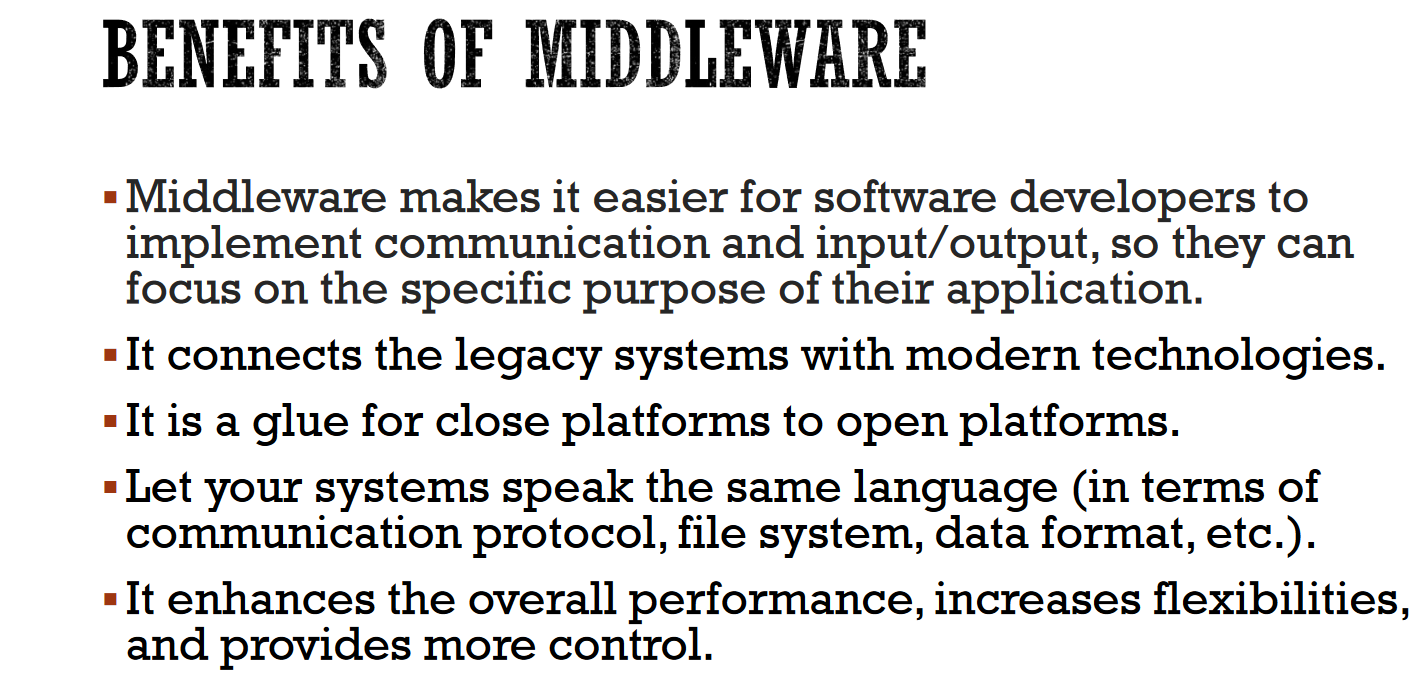 BENEFITS OF MIDDLEWARE
▪ Middleware makes it easier for software developers to
implement communication and input/output, so they can
focus on the specific purpose of their application.
▪ It connects the legacy systems with modern technologies.
▪ It is a glue for close platforms to open platforms.
▪ Let your systems speak the same language (in terms of
communication protocol, file system, data format, etc.).
▪ It enhances the overall performance, increases flexibilities,
and provides more control.